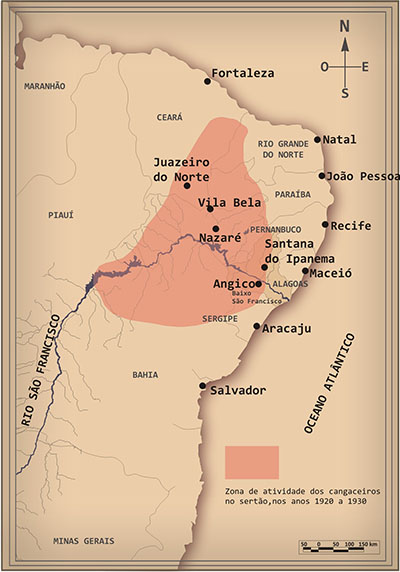 N
O
E
S
Fortaleza
MARANHÃO
CEARÁ
RIO GRANDE
DO NORTE
Natal
Juazeiro
do Norte
João Pessoa
PARAÍBA
Vila Bela
PIAUÍ
Recife
PERNAMBUCO
Nazaré
Santana
do Ipanema
Maceió
Angico
ALAGOAS
Baixo
São Francisco
SERGIPE
Aracaju
RIO SÃO FRANCISCO
OCEANO ATLÂNTICO
BAHIA
Salvador
Zona de atividade dos cangaceiros
no sertão,nos anos 1920 a 1930
MINAS GERAIS
50 0 50 100 150 km